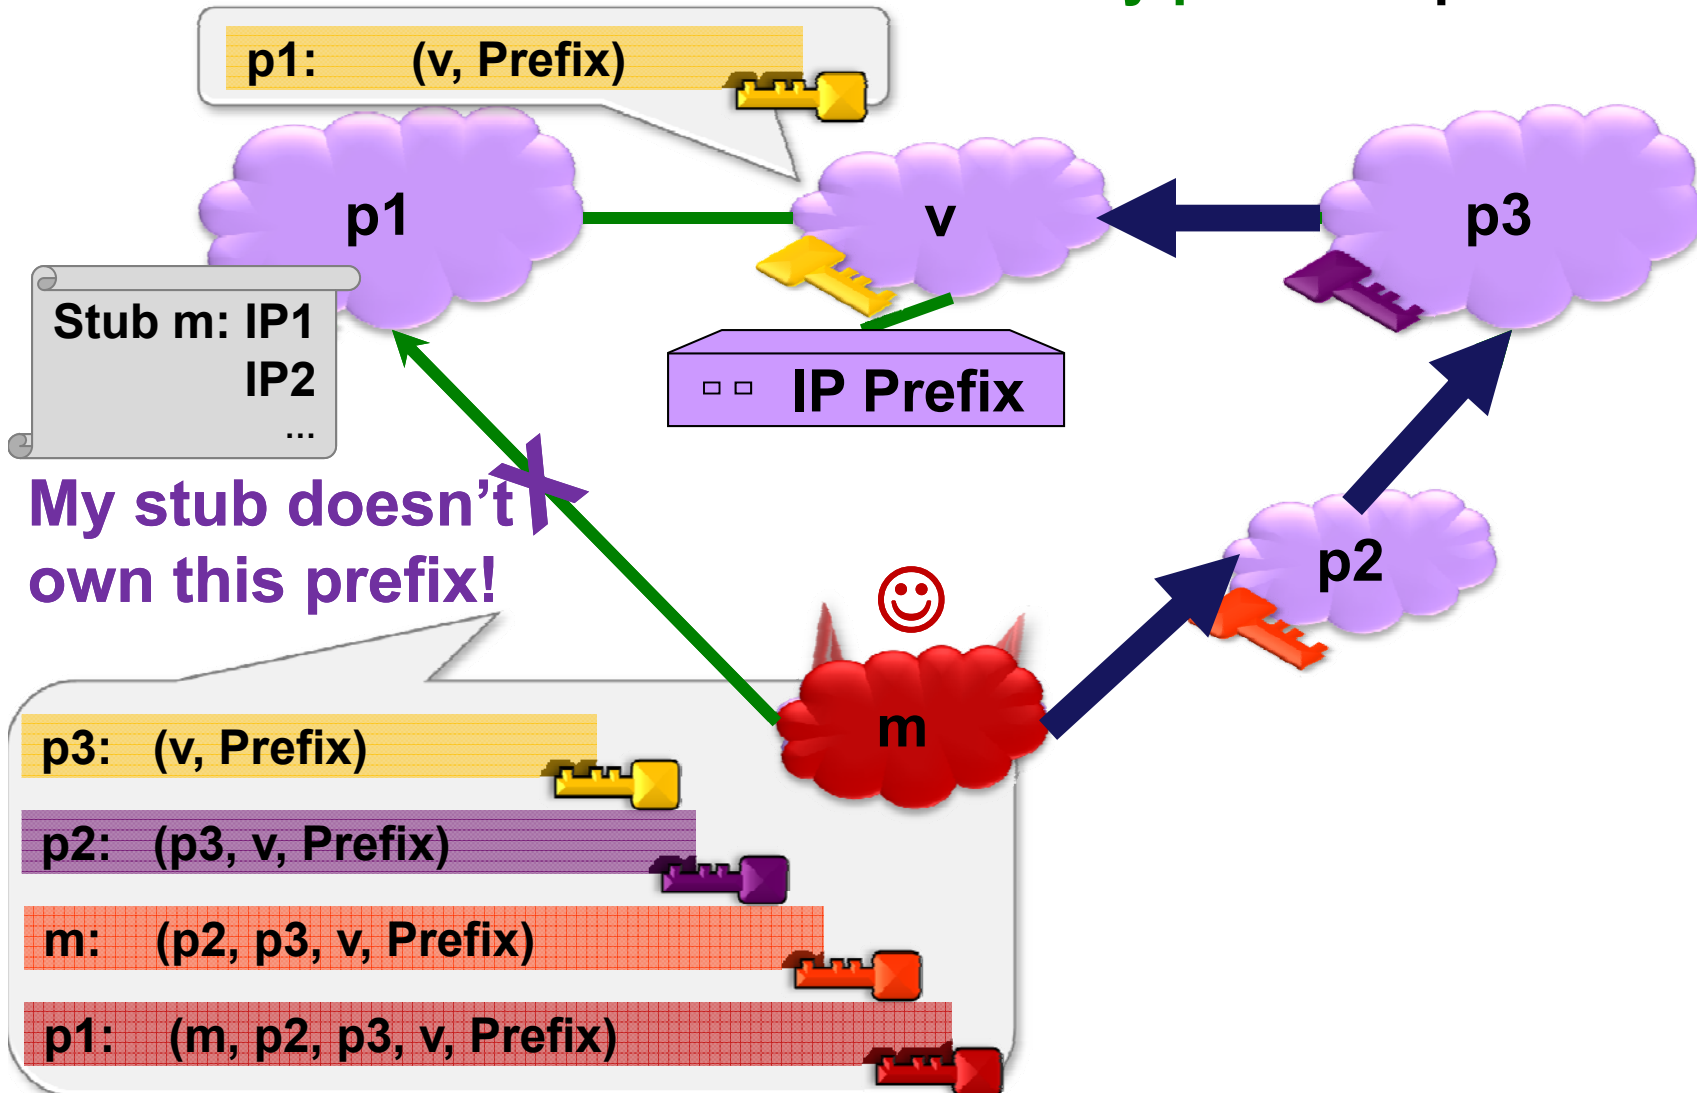 p1: (v, Prefix)
p1
v
p3
Stub m: IP1
IP2
...
IP Prefix
My stub doesn't
own this prefix!
p2
m
p3: (v, Prefix)
p2: (p3, v, Prefix)
m: (p2, p3, v, Prefix)
p1: (m, p2, p3, v, Prefix)